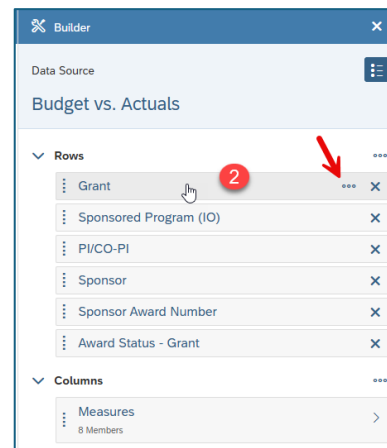 Builder
Data Source
Budget vs. Actuals
Rows
Grant
2
Sponsored Program (IO)
PI/CO-PI
Sponsor
Sponsor Award Number
Award Status - Grant
Columns
Measures
8 Members